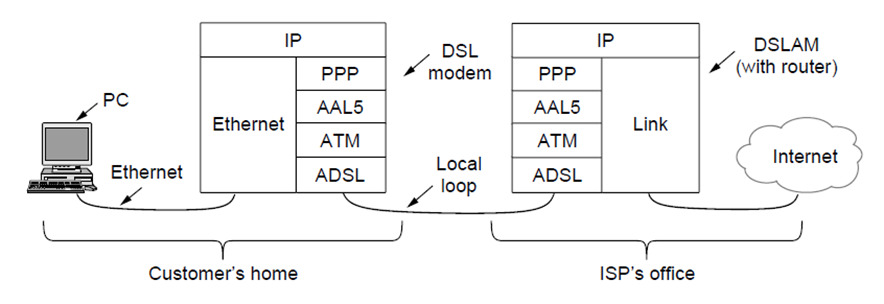 IP
PPP
AAL5
ATM
ADSL
Ethernet
DSL
modem
PC
Ethernet
Local
loop
IP
PPP
AAL5
ATM
ADSL
Link
DSLAM
(with router)
Internet
Customer's home
ISP's office